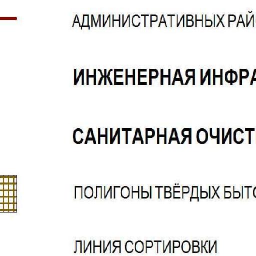 АДМИНИСТРАТИВНЫХ РАЙ
ИНЖЕНЕРНАЯ ИНФРА
САНИТАРНАЯ ОЧИСТ
ПОЛИГОНЫ ТВЁРДЫХ БЫТО
ЛИНИЯ СОРТИРОВКИ